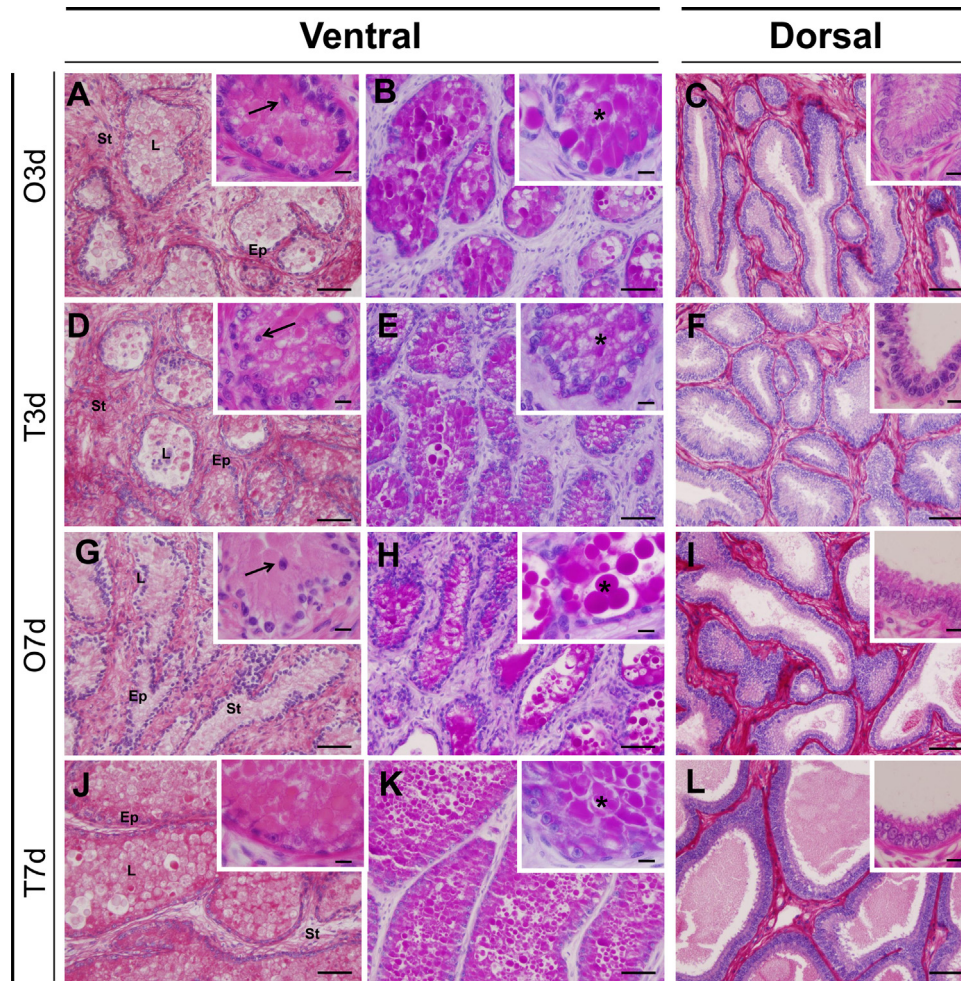 Ventral Dorsal
O3d
A St L Ep
B *
C
T3d
D St L Ep
E *
F
O7d
G L Ep St
H *
I
T7d
J Ep L St
K *
L